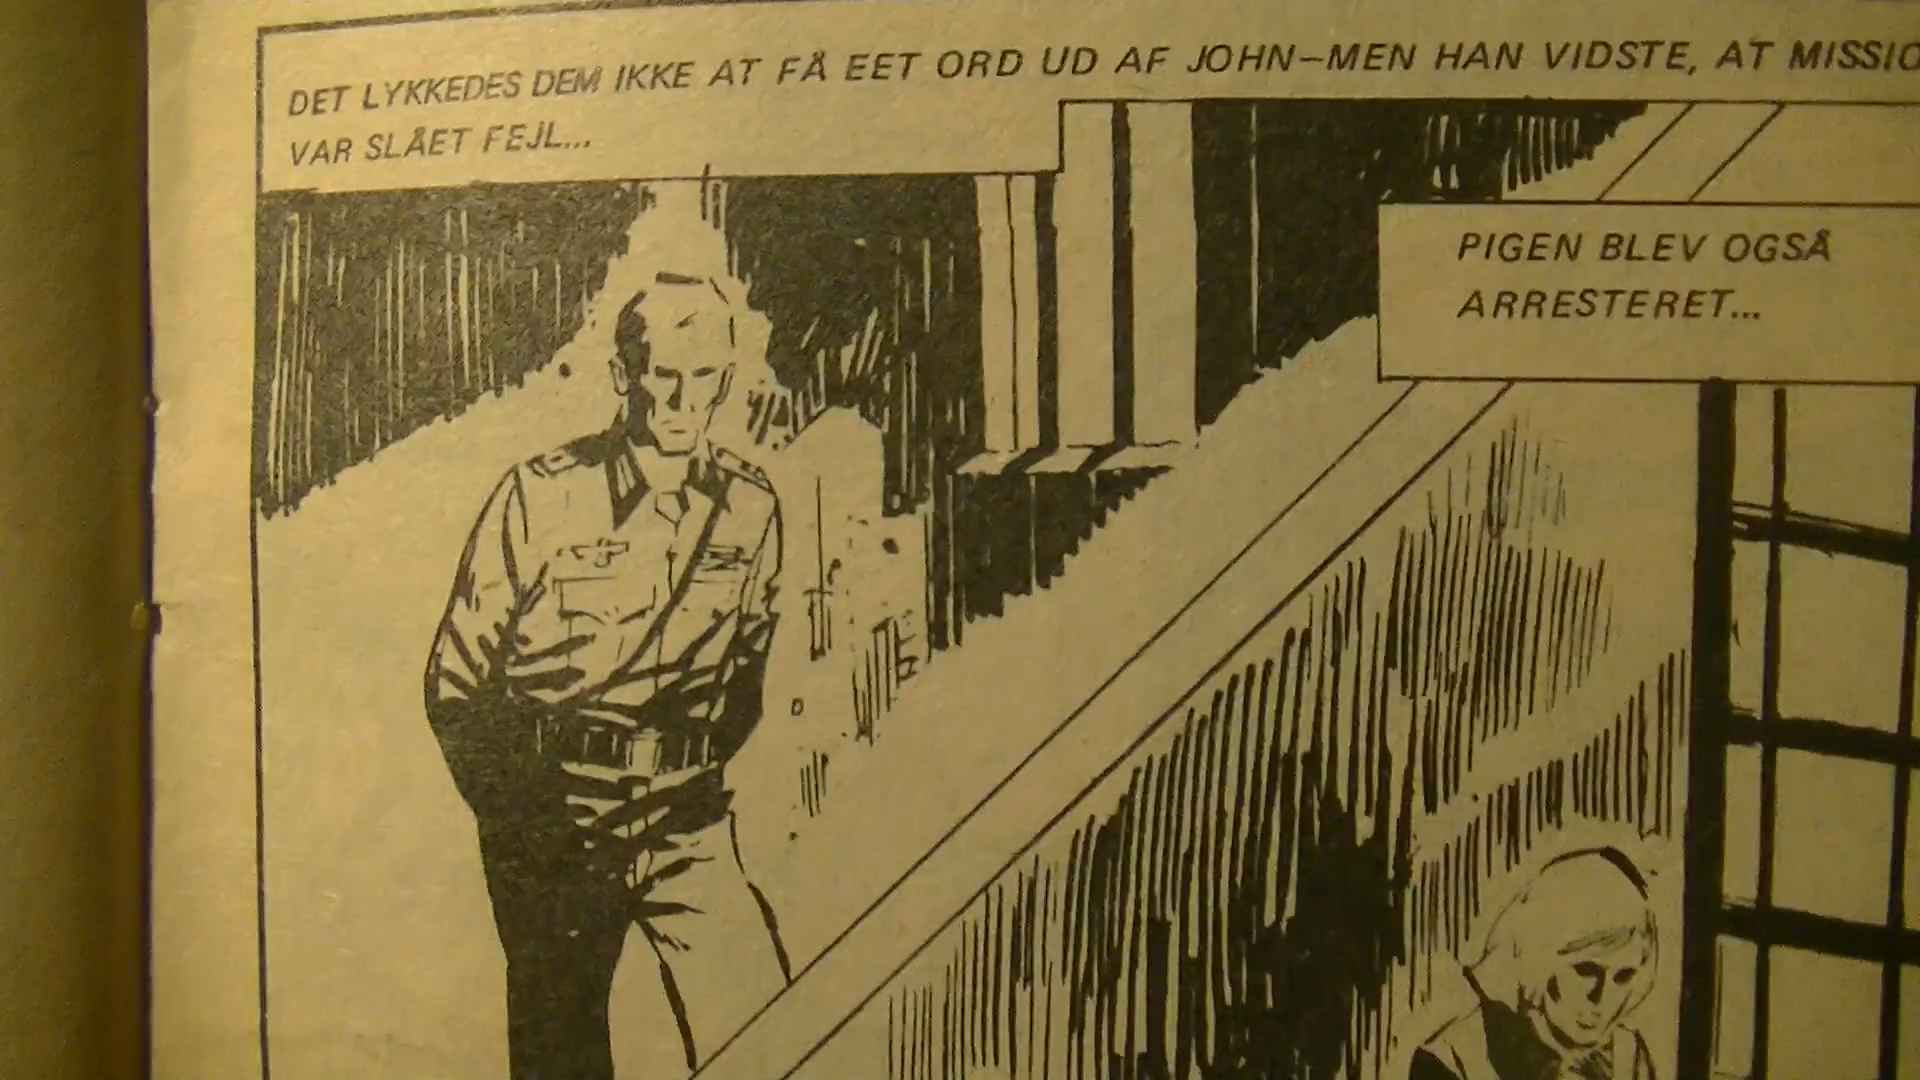 DET LYKKEDES DEM IKKE AT FÅ EET ORD UD AF JOHN-MEN HAN VIDSTE, AT MISSIO
VAR SLÅET FEJL...
PIGEN BLEV OGSÅ
ARRESTERET...